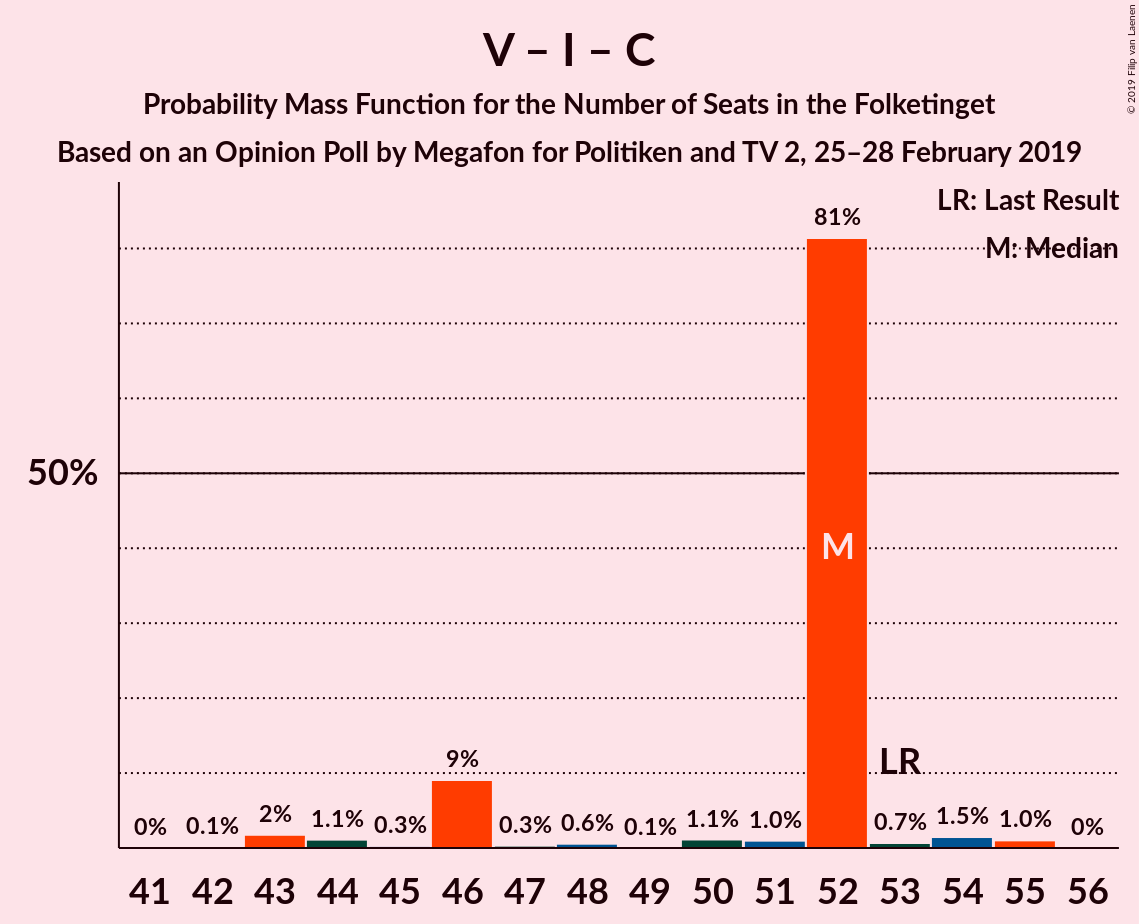 V – I – C
Probability Mass Function for the Number of Seats in the Folketinget
Based on an Opinion Poll by Megafon for Politiken and TV 2, 25–28 February 2019
© 2019 Filip van Laenen
LR: Last Result
M: Median
50%
0% 0.1% 2% 1.1% 0.3% 9% 0.3% 0.6% 0.1% 1.1% 1.0% 81% 0.7% 1.5% 1.0% 0%
M
LR
41 42 43 44 45 46 47 48 49 50 51 52 53 54 55 56